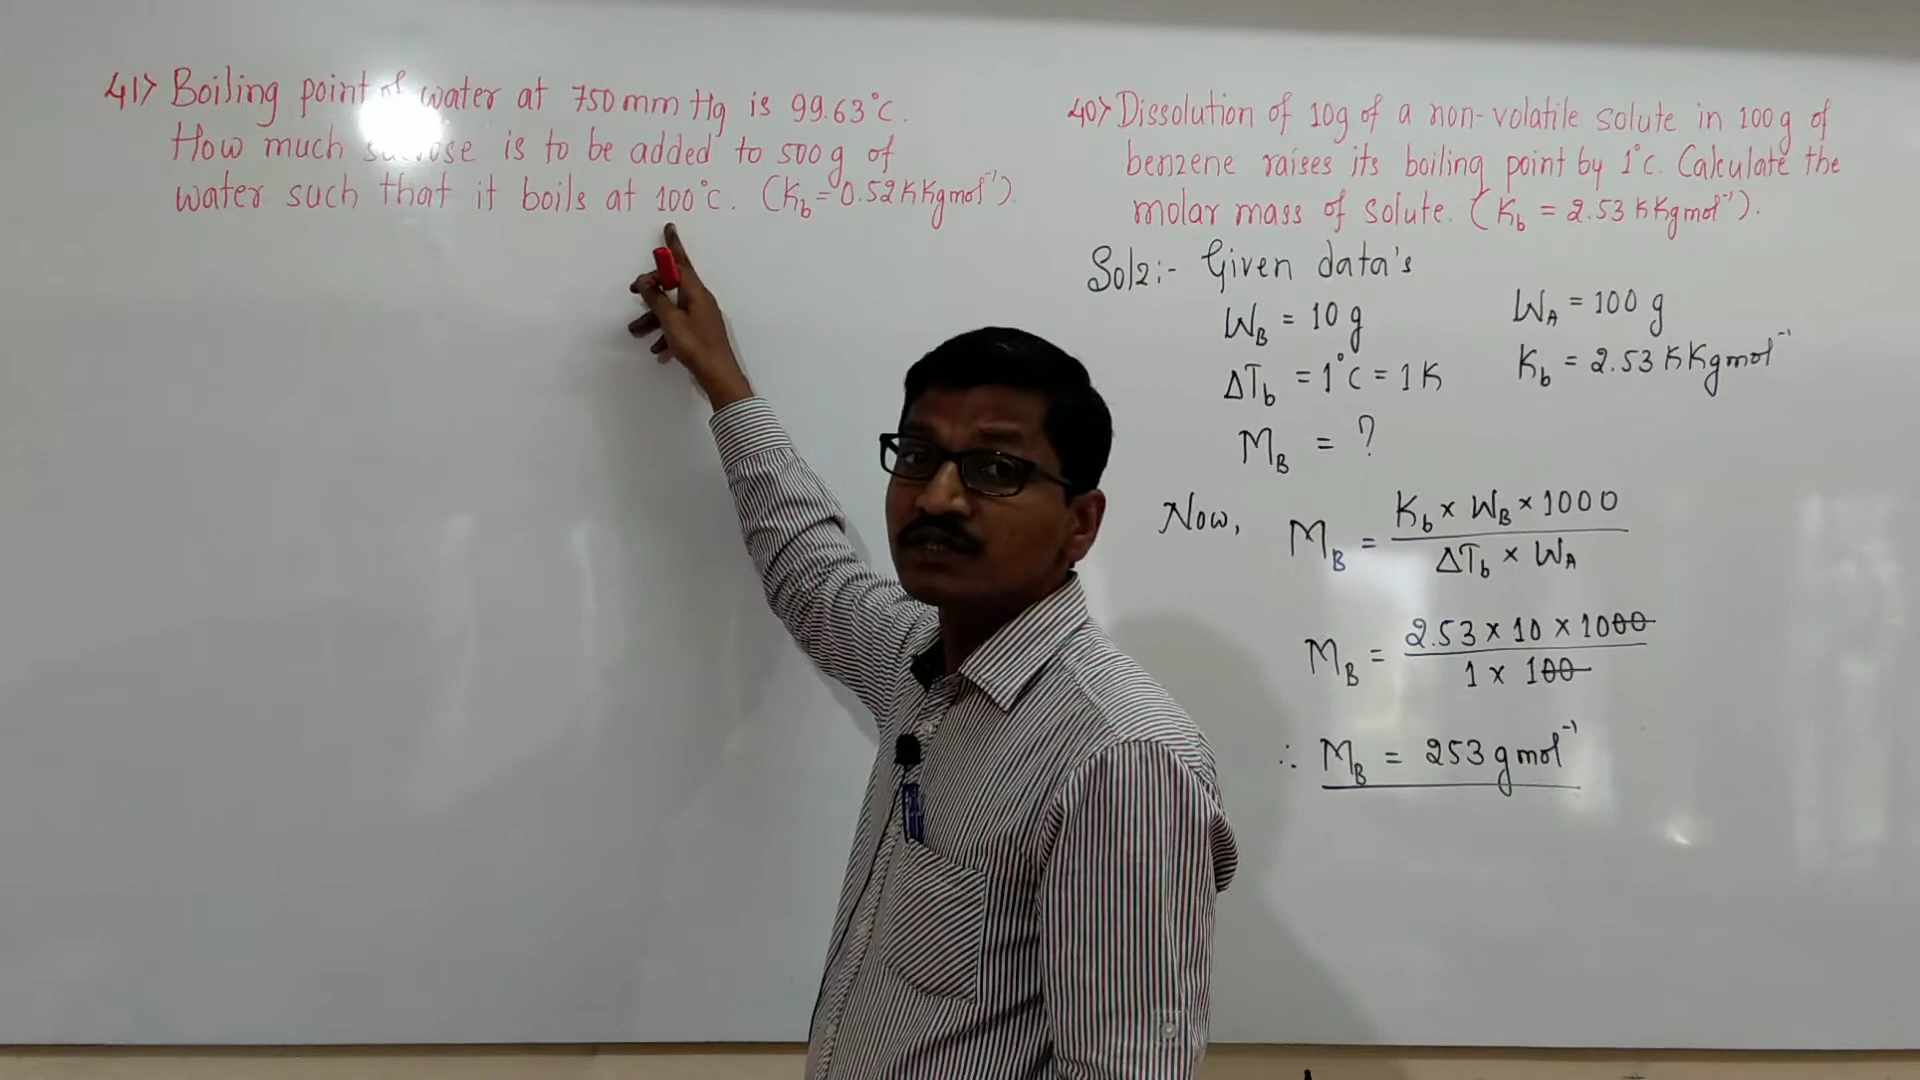 41) Boiling point of water at 750 mm Hg is 99.63°C.
How much is to be added to 500 g of
water such that it boils at 100°C. (Kb = 0.52 K Kg mol⁻¹).
40) Dissolution of 10g of a non-volatile solute in 100 g of
benzene raises its boiling point by 1°C. Calculate the
molar mass of solute. (Kb = 2.53 K Kg mol⁻¹).
Sol2:- Given data's
WB = 10 g
WA = 100 g
ΔTb = 1°C = 1 K
Kb = 2.53 K Kg mol⁻¹
MB = ?
Now, MB = Kb × WB × 1000 / ΔTb × WA
MB = 2.53 × 10 × 1000 / 1 × 100
∴ MB = 253 g mol⁻¹